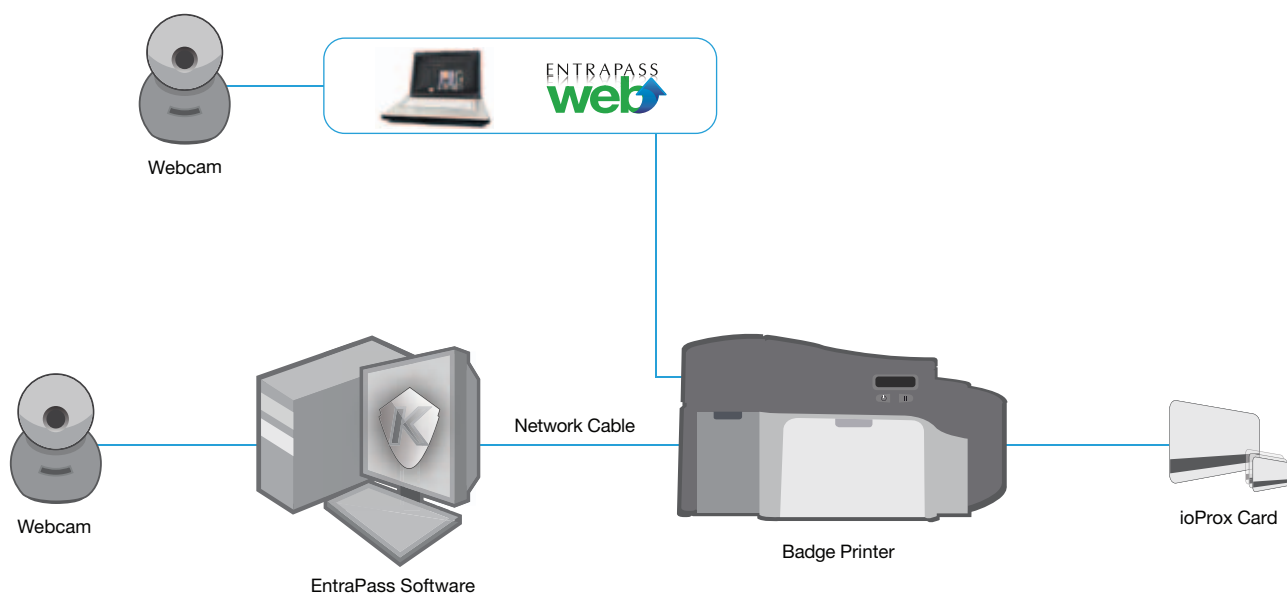 ENTRAPASS
web
Webcam
Network Cable
Webcam
ioProx Card
Badge Printer
EntraPass Software
K